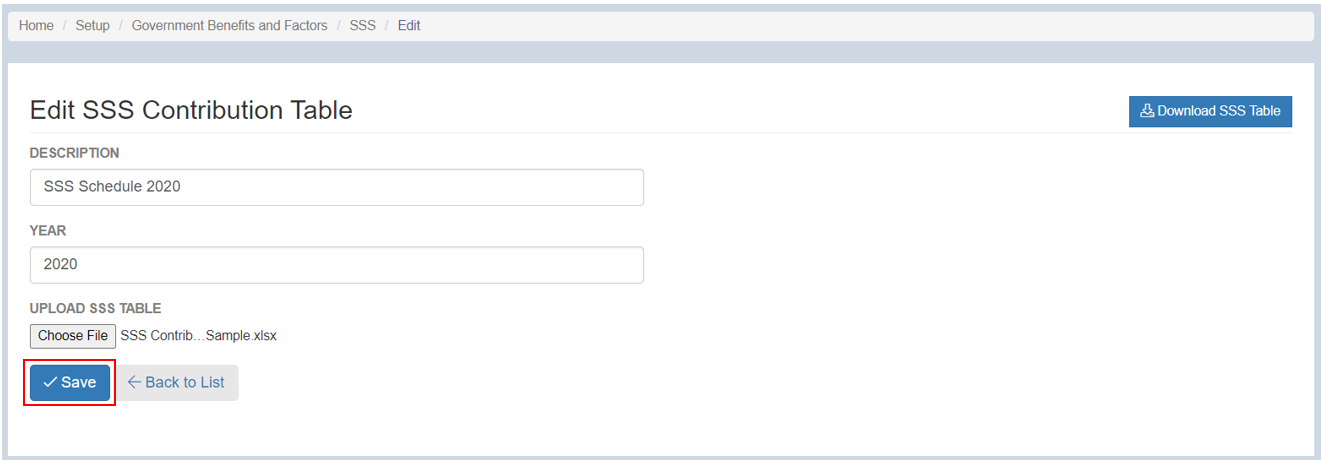 Home / Setup / Government Benefits and Factors / SSS / Edit
Edit SSS Contribution Table
Download SSS Table
DESCRIPTION
SSS Schedule 2020
YEAR
2020
UPLOAD SSS TABLE
Choose File SSS Contrib...Sample.xlsx
Save
Back to List